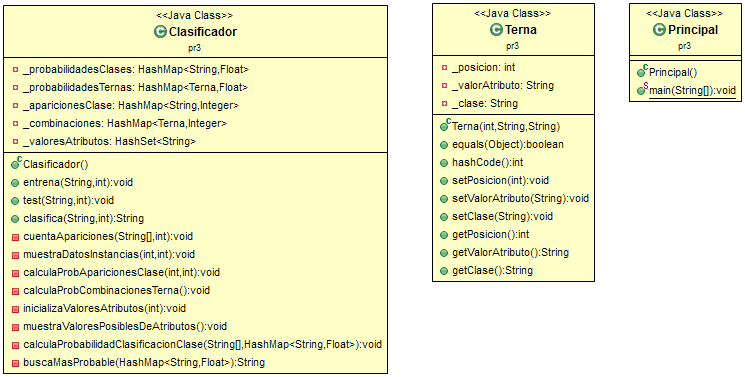 <<Java Class>>
Clasificador
pr3
_probabilidadesClases: HashMap<String,Float>
_probabilidadesTernas: HashMap<Terna,Float>
_aparicionesClase: HashMap<String,Integer>
_combinaciones: HashMap<Terna,Integer>
_valoresAtributos: HashSet<String>
Clasificador()
entrena(String,int):void
test(String,int):void
clasifica(String,int):String
cuentaApariciones(String[],int):void
muestraDatosInstancias(int,int):void
calculaProbAparicionesClase(int,int):void
calculaProbCombinacionesTerna():void
inicializaValoresAtributos(int):void
muestraValoresPosiblesDeAtributos():void
calculaProbabilidadClasificacionClase(String[],HashMap<String,Float>):void
buscaMasProbable(HashMap<String,Float>):String
<<Java Class>>
Terna
pr3
_posicion: int
_valorAtributo: String
_clase: String
Terna(int,String,String)
equals(Object):boolean
hashCode():int
setPosicion(int):void
setValorAtributo(String):void
setClase(String):void
getPosicion():int
getValorAtributo():String
getClase():String
<<Java Class>>
Principal
pr3
Principal()
main(String[]):void